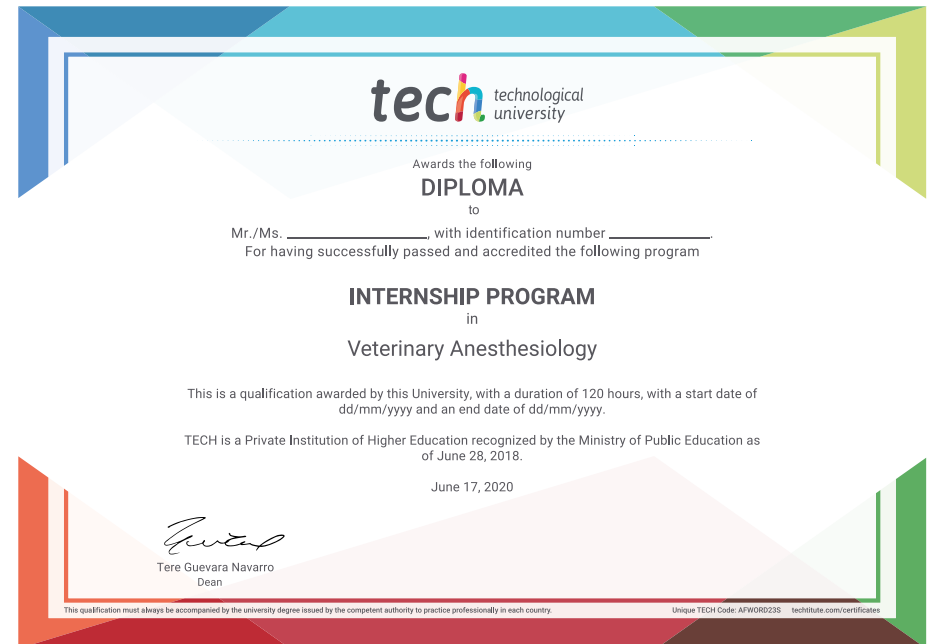 tech technological
university
Awards the following
DIPLOMA
to
Mr./Ms. ____________________, with identification number ______________.
For having successfully passed and accredited the following program
INTERNSHIP PROGRAM
in
Veterinary Anesthesiology
This is a qualification awarded by this University, with a duration of 120 hours, with a start date of
dd/mm/yyyy and an end date of dd/mm/yyyy.
TECH is a Private Institution of Higher Education recognized by the Ministry of Public Education as
of June 28, 2018.
June 17, 2020
Tere Guevara Navarro
Dean
This qualification must always be accompanied by the university degree issued by the competent authority to practice professionally in each country.
Unique TECH Code: AFWORD23S techtitute.com/certificates